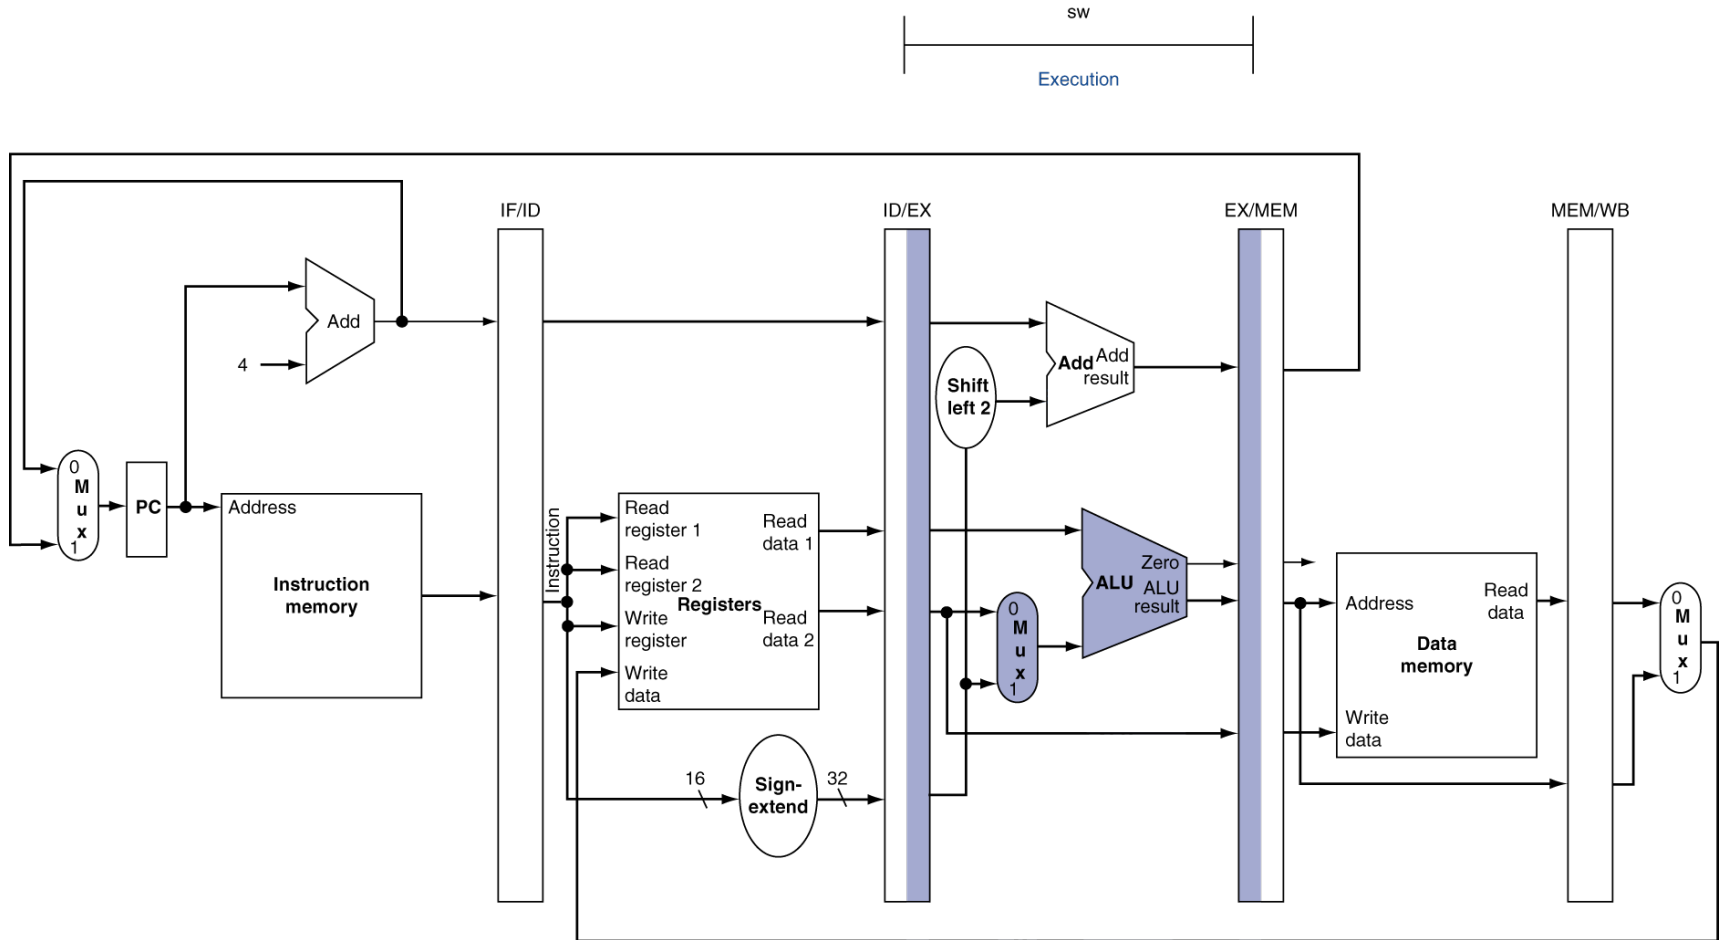 sw
Execution
IF/ID
ID/EX
EX/MEM
MEM/WB
Add
4
Shift
left 2
Add
Add
result
0
M
u
x
1
PC
Address
Instruction
memory
Instruction
Read
register 1
Read
register 2
Write
register
Write
data
Registers
Read
data 1
Read
data 2
16
Sign-
extend
32
0
M
u
x
1
Zero
ALU
ALU
result
Address
Read
data
Data
memory
Write
data
0
M
u
x
1